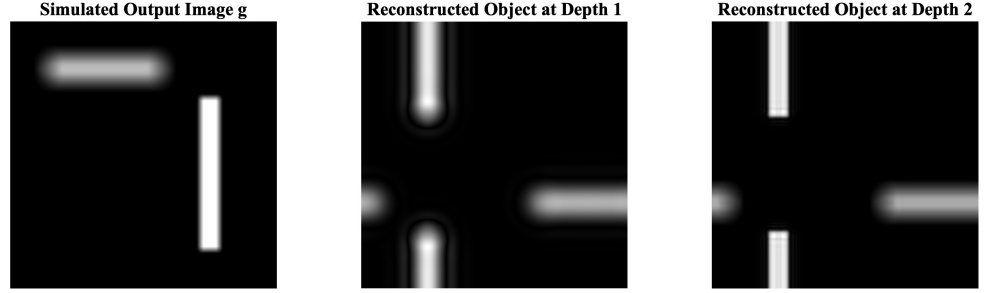 Simulated Output Image g
Reconstructed Object at Depth 1
Reconstructed Object at Depth 2